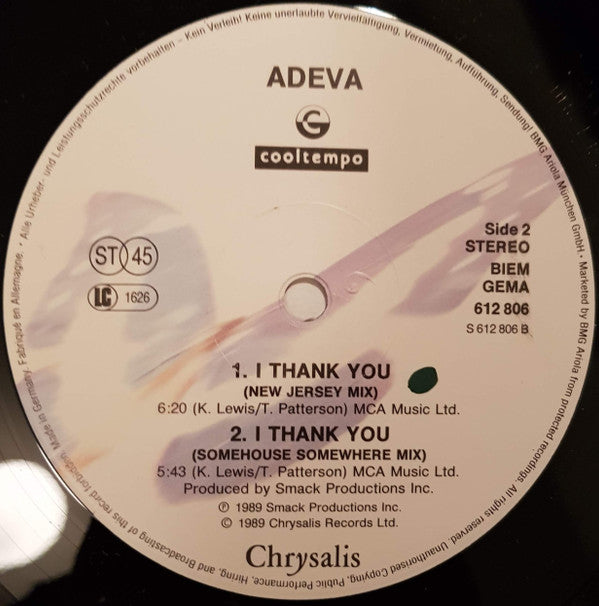 ADEVA
cooltempo
Side 2
STEREO
BIEM
GEMA
612 806
S 612 806 B
ST 45
LC 1626
1. I THANK YOU
(NEW JERSEY MIX)
6:20 (K. Lewis/T. Patterson) MCA Music Ltd.
2. I THANK YOU
(SOMEHOUSE SOMEWHERE MIX)
5:43 (K. Lewis/T. Patterson) MCA Music Ltd.
Produced by Smack Productions Inc.
℗ 1989 Smack Productions Inc.
© 1989 Chrysalis Records Ltd.
Chrysalis
Alle Urheber- und Leistungsschutzrechte vorbehalten – Kein Verleih! Keine unerlaubte Vervielfältigung, Vermietung, Aufführung, Sendung! BMG Ariola München GmbH • Marketed by BMG Ariola from protected recordings. All rights reserved. Unauthorised Copying, Public Performance, Hiring, and Broadcasting of this record forbidden. Made in Germany. Fabriqué en Allemagne. •